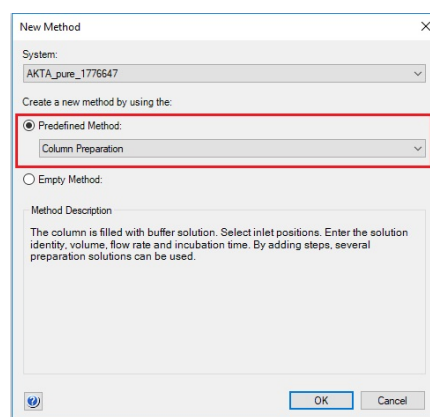 New Method
System:
AKTA_pure_1776647
Create a new method by using the:
Predefined Method:
Column Preparation
Empty Method:
Method Description
The column is filled with buffer solution. Select inlet positions. Enter the solution
identity, volume, flow rate and incubation time. By adding steps, several
preparation solutions can be used.
OK Cancel